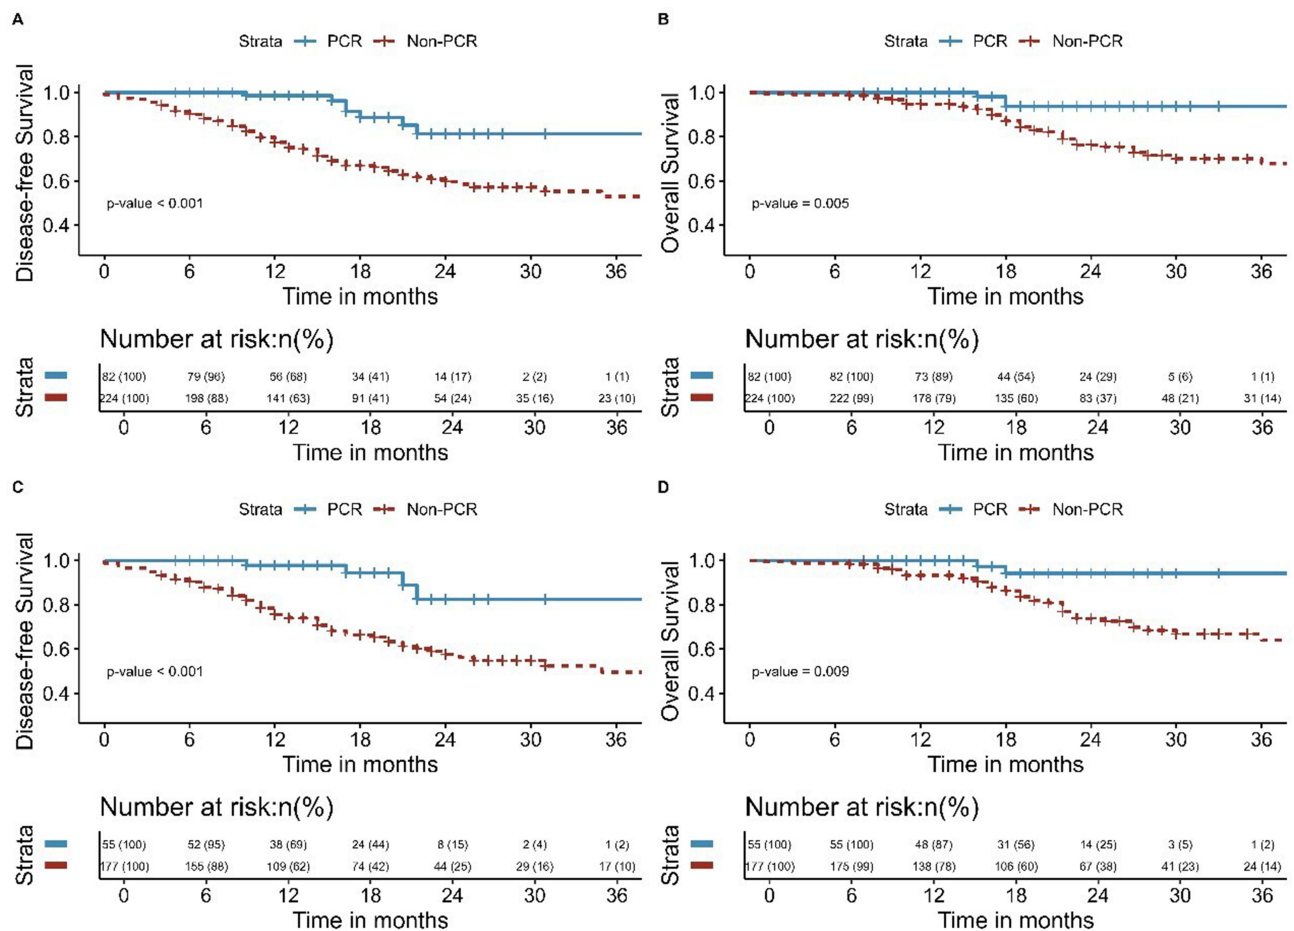 A
Strata PCR Non-PCR
Disease-free Survival
1.0
0.8
0.6
0.4
p-value < 0.001
0 6 12 18 24 30 36
Time in months
Number at risk:n(%)
Strata
82 (100) 79 (96) 56 (68) 34 (41) 14 (17) 2 (2) 1 (1)
224 (100) 198 (88) 141 (63) 91 (41) 54 (24) 35 (16) 23 (10)
0 6 12 18 24 30 36
Time in months
B
Strata PCR Non-PCR
Overall Survival
1.0
0.8
0.6
0.4
p-value = 0.005
0 6 12 18 24 30 36
Time in months
Number at risk:n(%)
Strata
82 (100) 82 (100) 73 (89) 44 (54) 24 (29) 5 (6) 1 (1)
224 (100) 222 (99) 178 (79) 135 (60) 83 (37) 48 (21) 31 (14)
0 6 12 18 24 30 36
Time in months
C
Strata PCR Non-PCR
Disease-free Survival
1.0
0.8
0.6
0.4
p-value < 0.001
0 6 12 18 24 30 36
Time in months
Number at risk:n(%)
Strata
55 (100) 52 (95) 38 (69) 24 (44) 8 (15) 2 (4) 1 (2)
177 (100) 155 (88) 109 (62) 74 (42) 44 (25) 29 (16) 17 (10)
0 6 12 18 24 30 36
Time in months
D
Strata PCR Non-PCR
Overall Survival
1.0
0.8
0.6
0.4
p-value = 0.009
0 6 12 18 24 30 36
Time in months
Number at risk:n(%)
Strata
55 (100) 55 (100) 48 (87) 31 (56) 14 (25) 3 (5) 1 (2)
177 (100) 175 (99) 138 (78) 106 (60) 67 (38) 41 (23) 24 (14)
0 6 12 18 24 30 36
Time in months